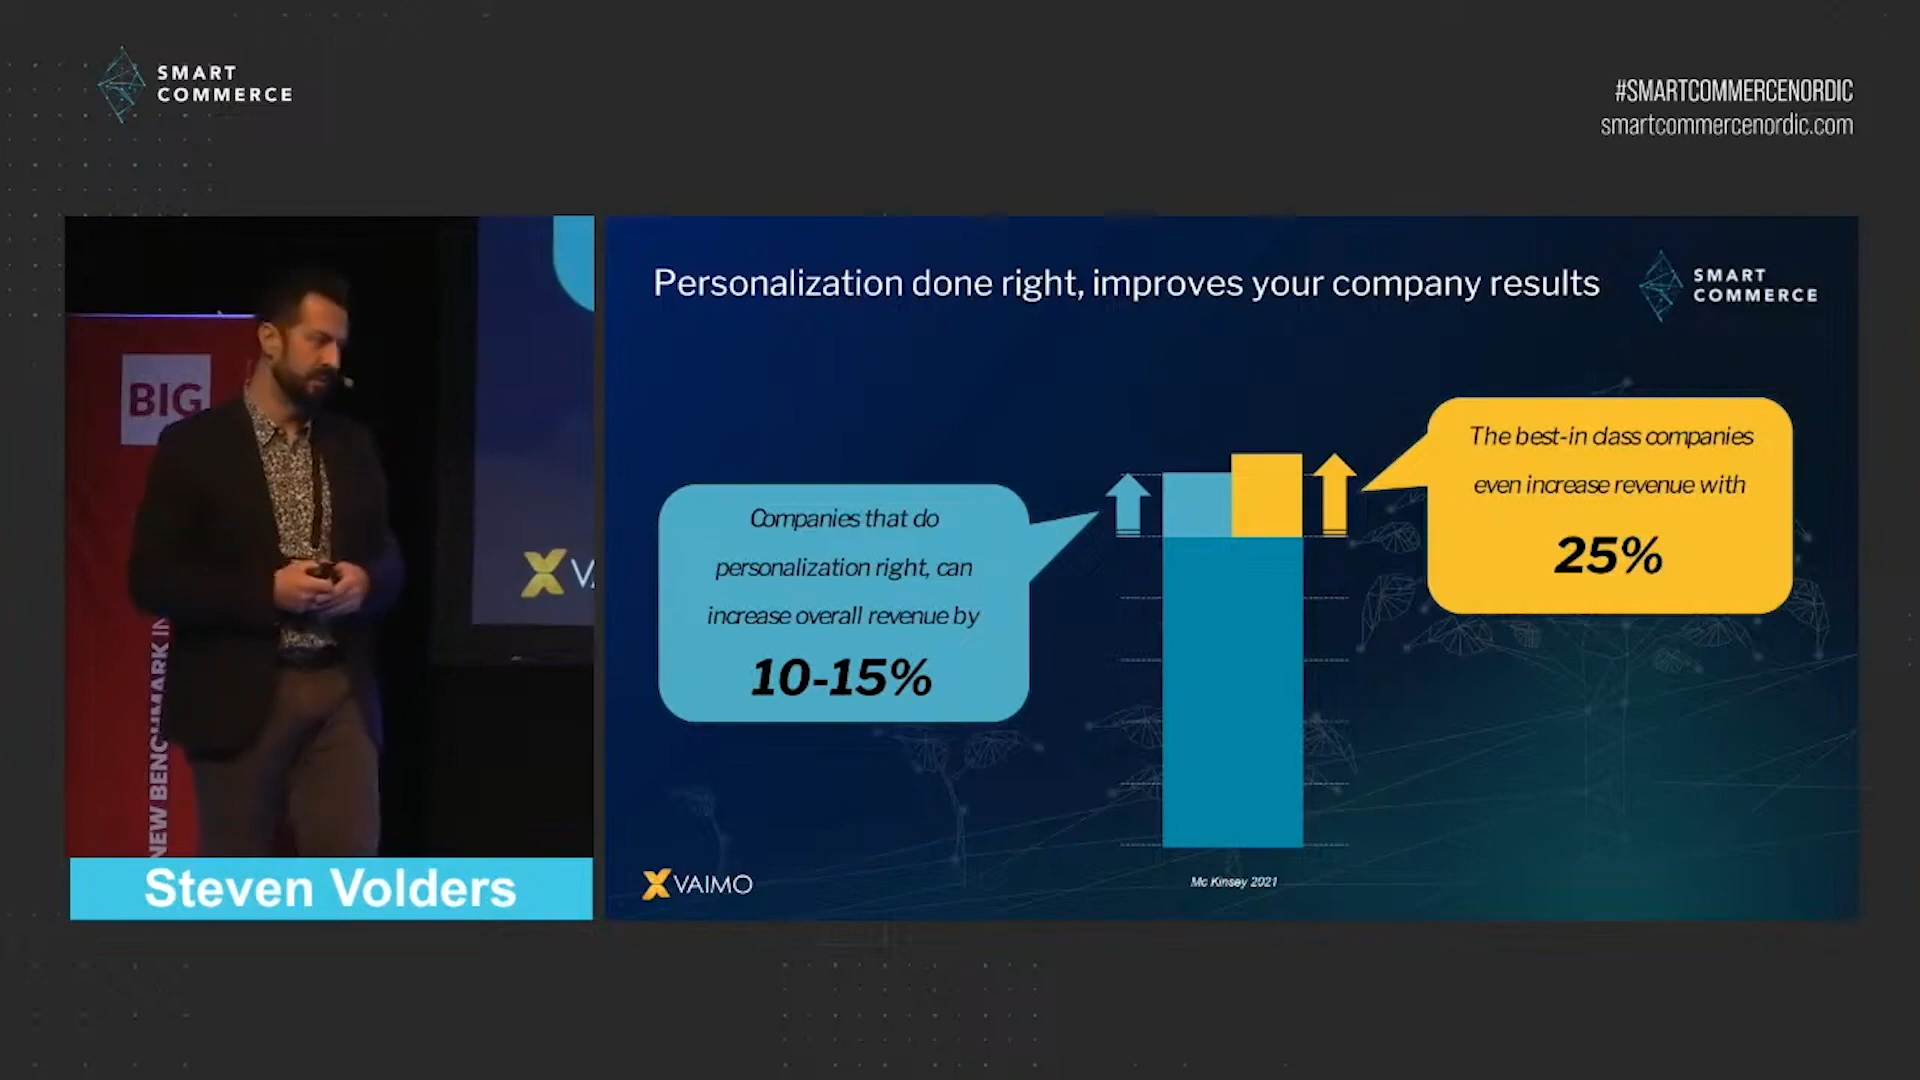 SMART
COMMERCE
#SMARTCOMMERCENORDIC
smartcommercenordic.com
BIG
NEW BENCHMARK IN
XV
Steven Volders
Personalization done right, improves your company results
SMART
COMMERCE
Companies that do
personalization right, can
increase overall revenue by
10-15%
The best-in class companies
even increase revenue with
25%
Mc Kinsey 2021
XVAIMO